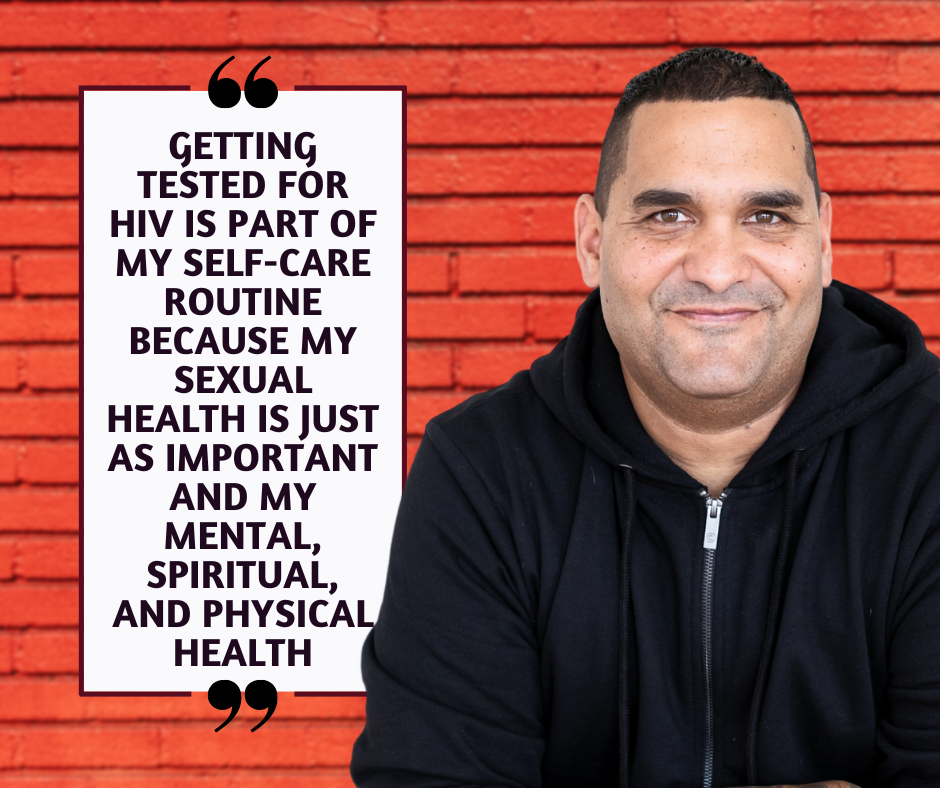 GETTING
TESTED FOR
HIV IS PART OF
MY SELF-CARE
ROUTINE
BECAUSE MY
SEXUAL
HEALTH IS JUST
AS IMPORTANT
AND MY
MENTAL,
SPIRITUAL,
AND PHYSICAL
HEALTH